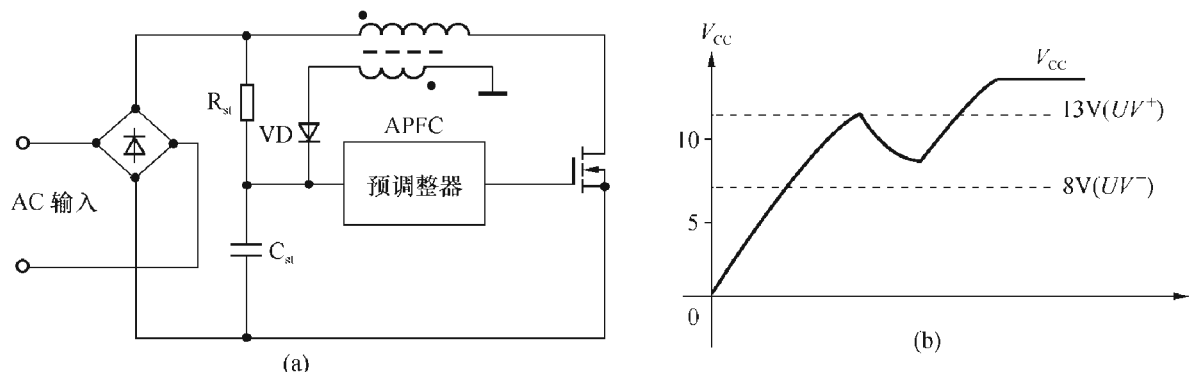 R_st
VD
APFC
预调整器
AC 输入
C_st
(a)
V_CC
V_CC
13V(UV⁺)
10
8V(UV⁻)
5
0
(b)